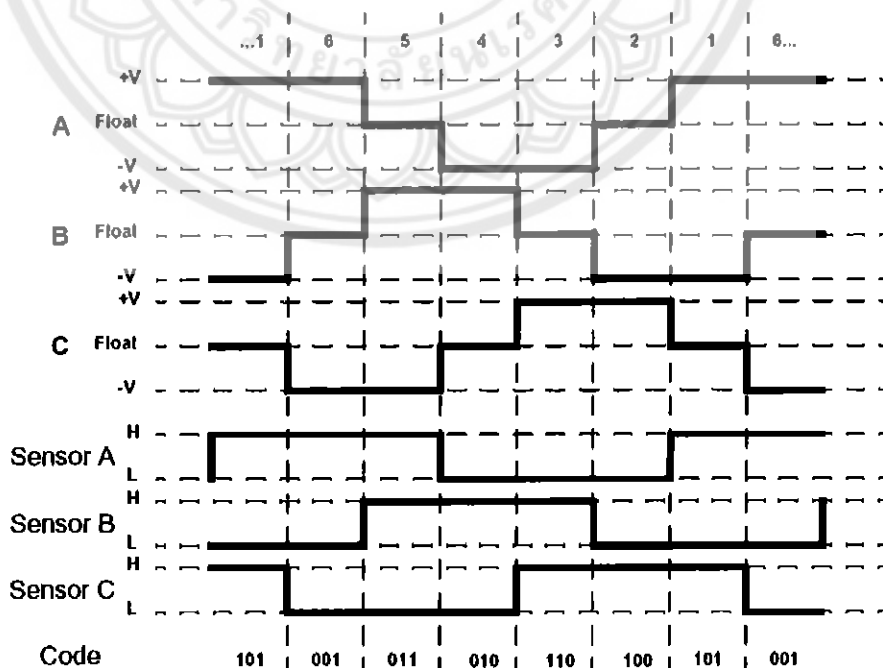 ...1 6 5 4 3 2 1 6...
+V
A Float
-V
+V
B Float
-V
+V
C Float
-V
H
Sensor A
L
H
Sensor B
L
H
Sensor C
L
Code 101 001 011 010 110 100 101 001